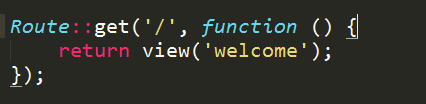 Route::get('/', function () {
    return view('welcome');
});